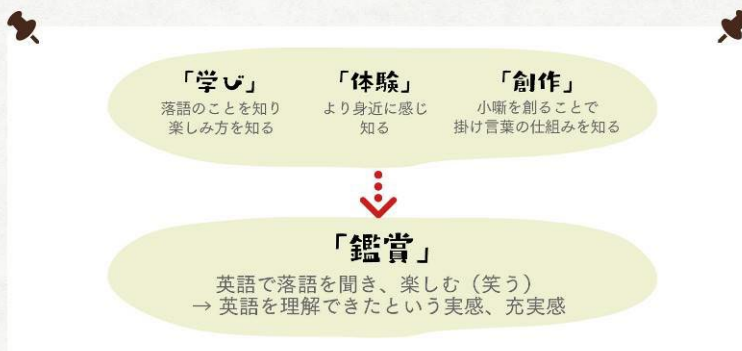 「学び」 「体験」 「創作」
落語のことを知り より身近に感じ 小噺を創ることで
楽しみ方を知る 知る 掛け言葉の仕組みを知る
「鑑賞」
英語で落語を聞き、楽しむ（笑う）
→ 英語を理解できたという実感、充実感